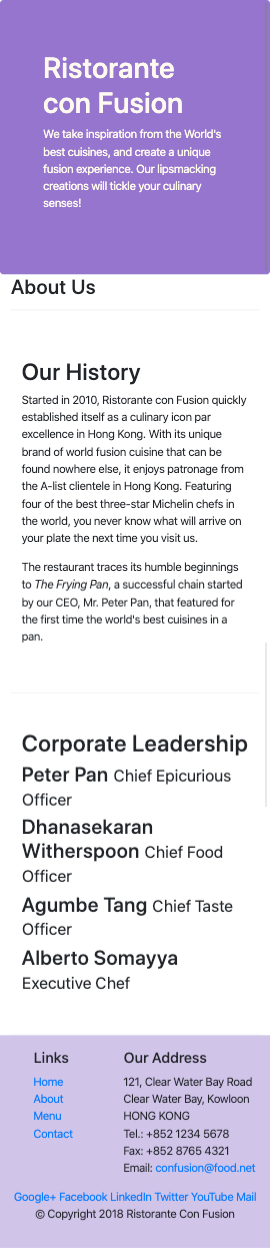 Ristorante
con Fusion
We take inspiration from the World's
best cuisines, and create a unique
fusion experience. Our lipsmacking
creations will tickle your culinary
senses!
About Us
Our History
Started in 2010, Ristorante con Fusion quickly
established itself as a culinary icon par
excellence in Hong Kong. With its unique
brand of world fusion cuisine that can be
found nowhere else, it enjoys patronage from
the A-list clientele in Hong Kong. Featuring
four of the best three-star Michelin chefs in
the world, you never know what will arrive on
your plate the next time you visit us.
The restaurant traces its humble beginnings
to The Frying Pan, a successful chain started
by our CEO, Mr. Peter Pan, that featured for
the first time the world's best cuisines in a
pan.
Corporate Leadership
Peter Pan Chief Epicurious
Officer
Dhanasekaran
Witherspoon Chief Food
Officer
Agumbe Tang Chief Taste
Officer
Alberto Somayya
Executive Chef
Links
Home
About
Menu
Contact
Our Address
121, Clear Water Bay Road
Clear Water Bay, Kowloon
HONG KONG
Tel.: +852 1234 5678
Fax: +852 8765 4321
Email: confusion@food.net
Google+ Facebook LinkedIn Twitter YouTube Mail
© Copyright 2018 Ristorante Con Fusion